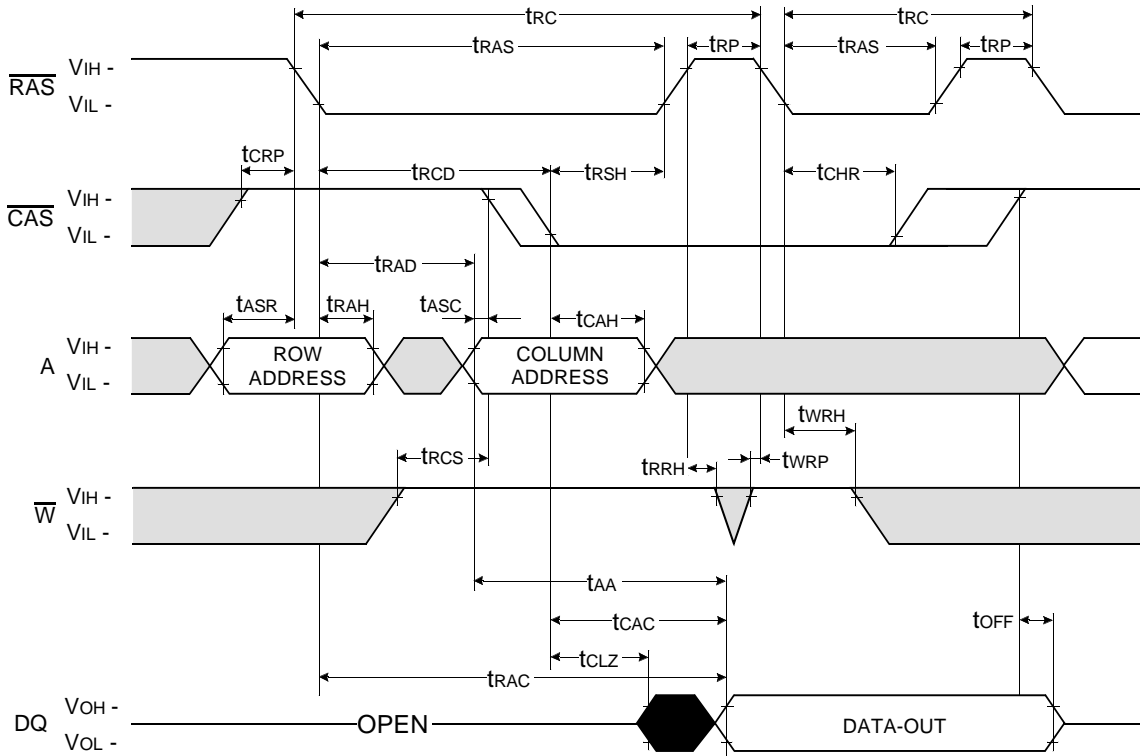 tRC tRC
tRAS tRP tRAS tRP
RAS VIH -
VIL -
tCRP tRCD tRSH tCHR
CAS VIH -
VIL -
tRAD
tASR tRAH tASC tCAH
A VIH -
VIL -
ROW ADDRESS
COLUMN ADDRESS
tWRH
tRCS tRRH tWRP
W VIH -
VIL -
tAA
tCAC tOFF
tCLZ
tRAC
DQ VOH -
VOL -
OPEN DATA-OUT